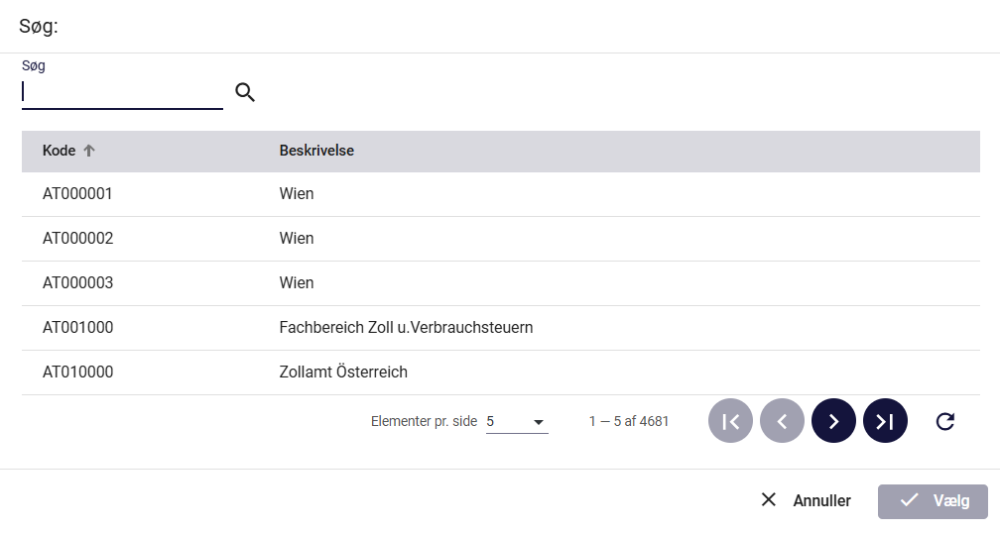 Søg:
Søg
Kode Beskrivelse
AT000001 Wien
AT000002 Wien
AT000003 Wien
AT001000 Fachbereich Zoll u.Verbrauchsteuern
AT010000 Zollamt Österreich
Elementer pr. side 5 1 — 5 af 4681
Annuller Vælg